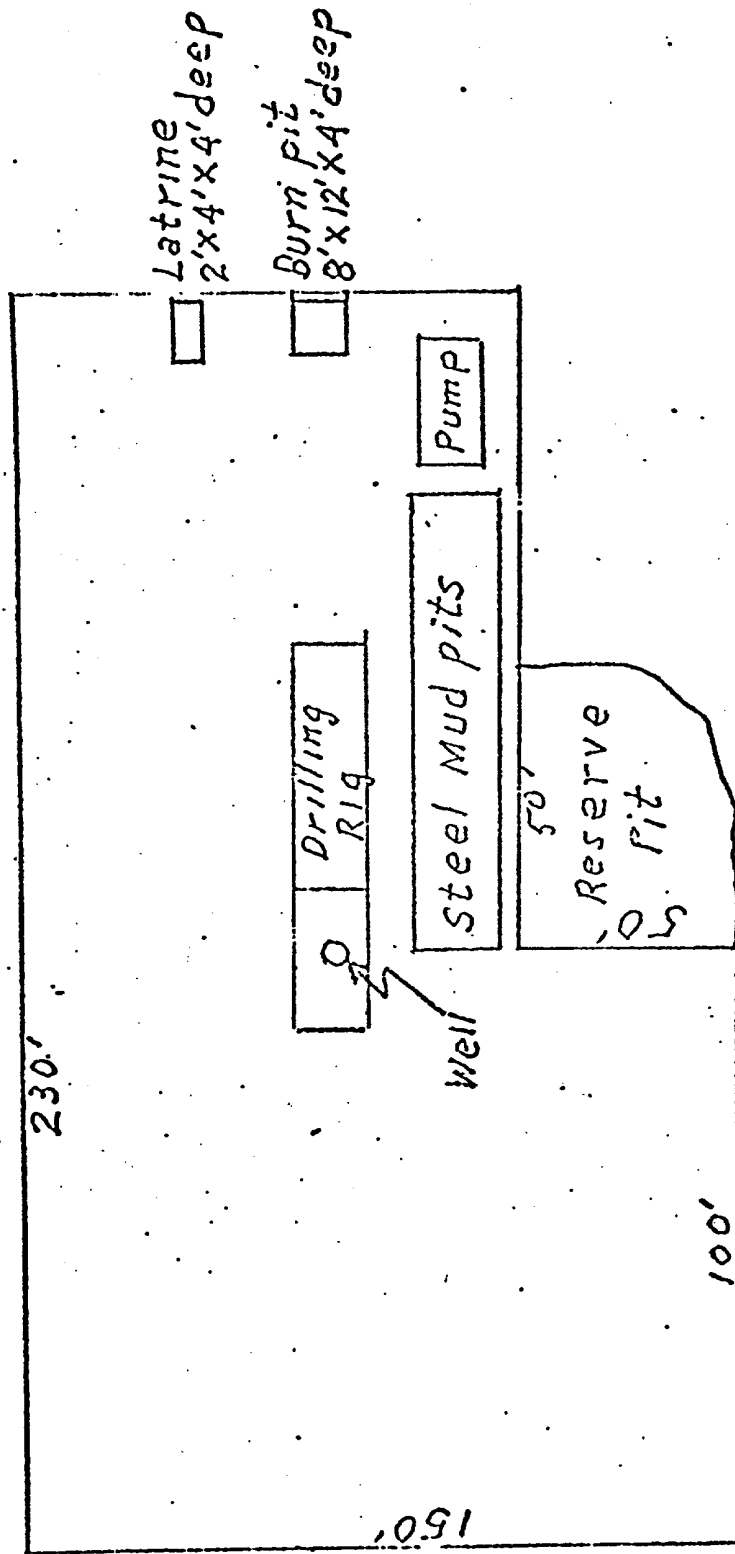 230.'
Latrine
2'x4'x4' deep
Burn pit
8'x12'x4' deep
Drilling
Rig
Pump
Steel Mud pits
Well
50'
Reserve
Pit
50'
100'
150'